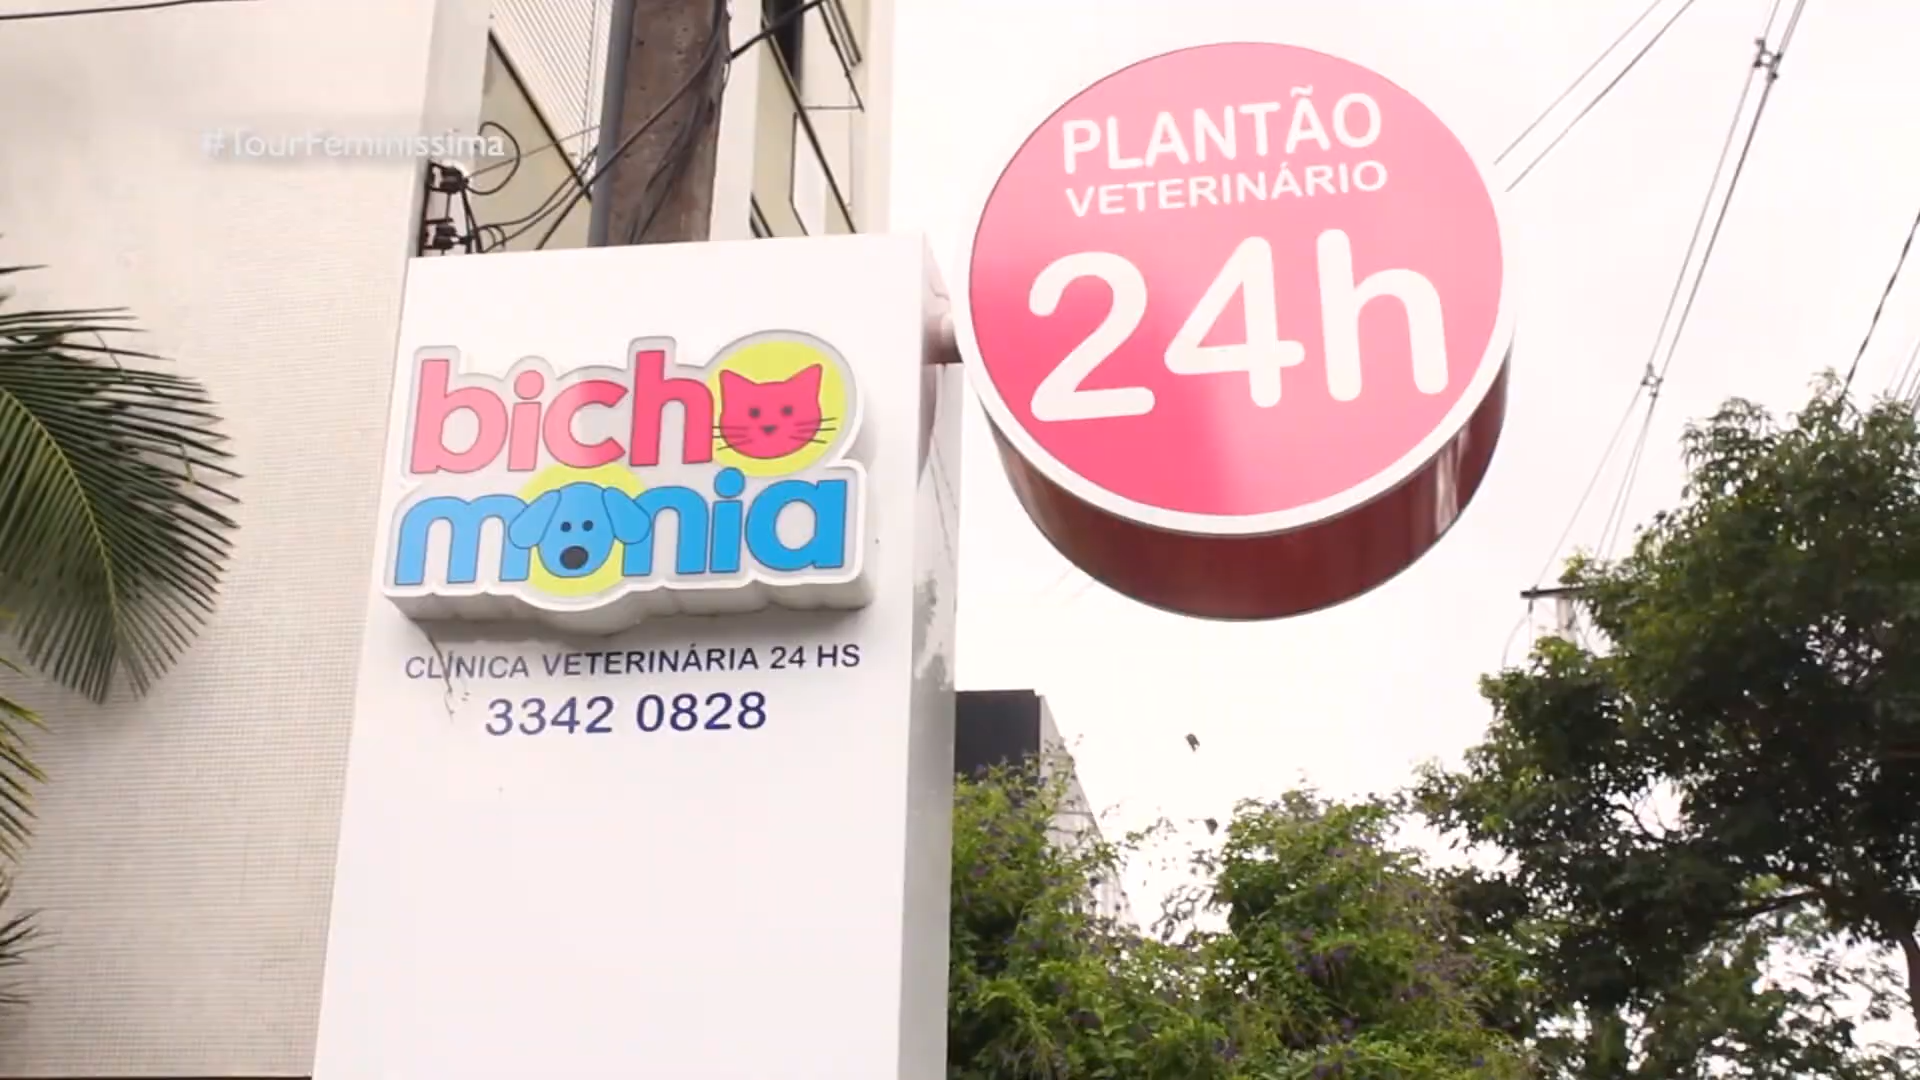 #TourFeminissima
PLANTÃO
VETERINÁRIO
24h
bicho
mania
CLÍNICA VETERINÁRIA 24 HS
3342 0828